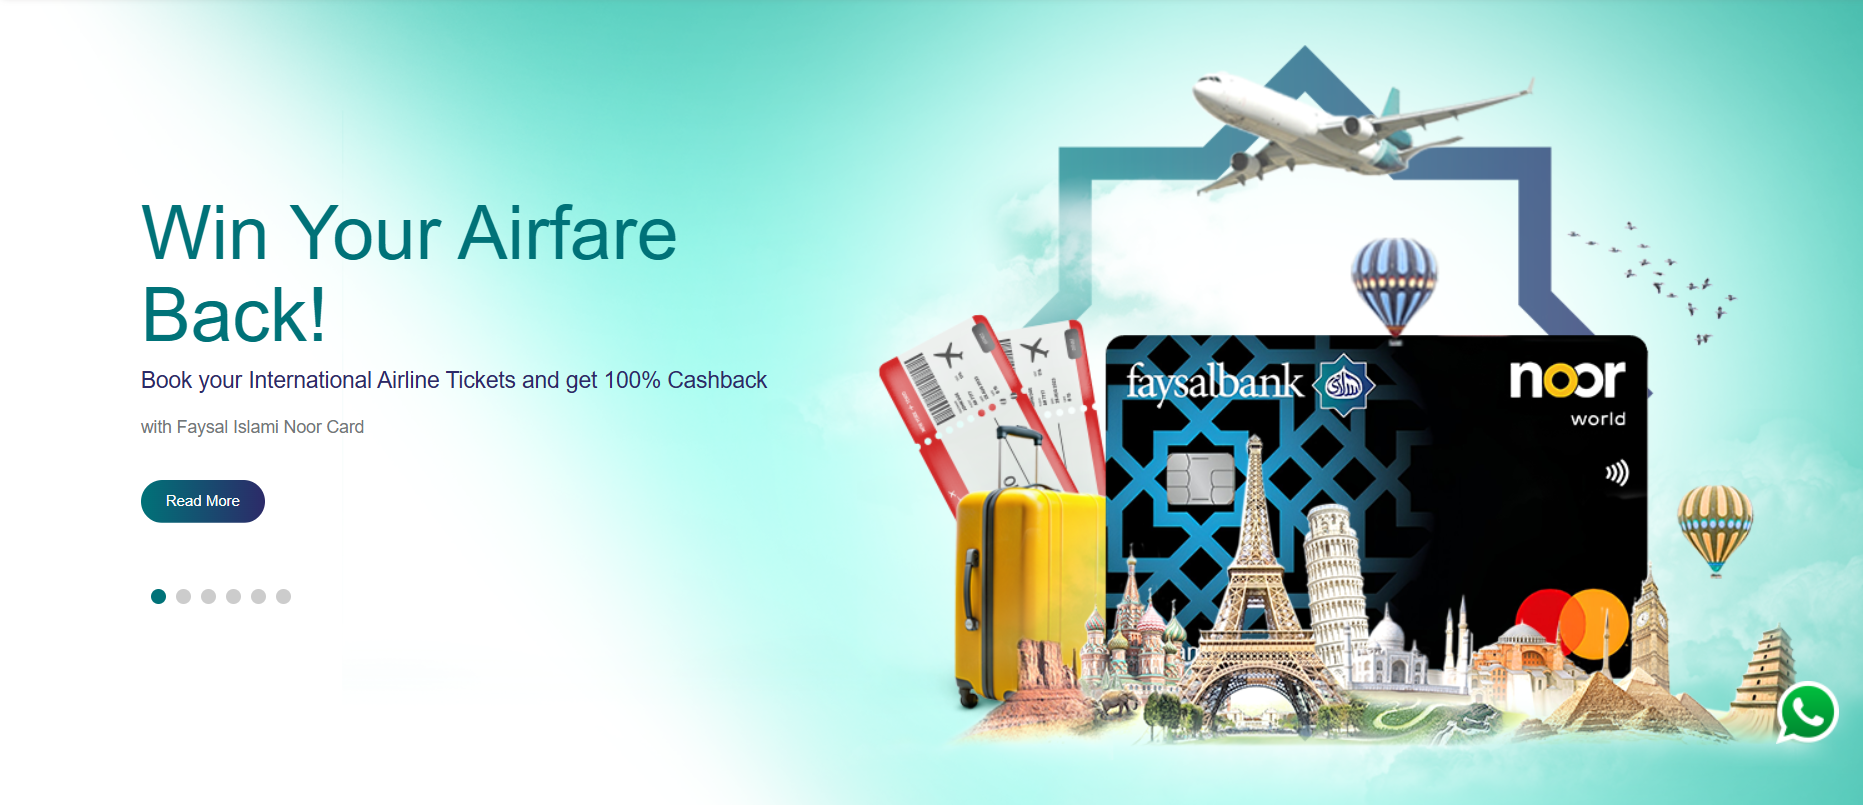 Win Your Airfare
Back!
Book your International Airline Tickets and get 100% Cashback
with Faysal Islami Noor Card
Read More
faysalbank
noor
world